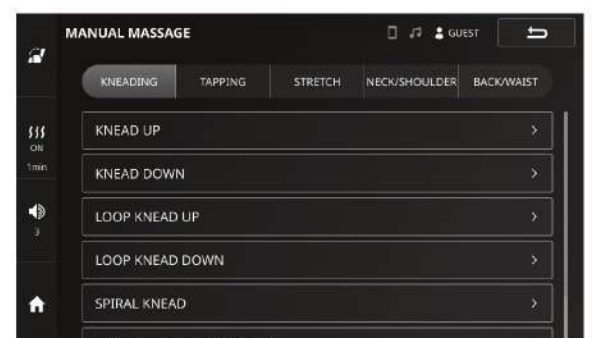 MANUAL MASSAGE
GUEST
KNEADING TAPPING STRETCH NECK/SHOULDER BACK/WAIST
KNEAD UP
ON
1min
KNEAD DOWN
LOOP KNEAD UP
3
LOOP KNEAD DOWN
SPIRAL KNEAD